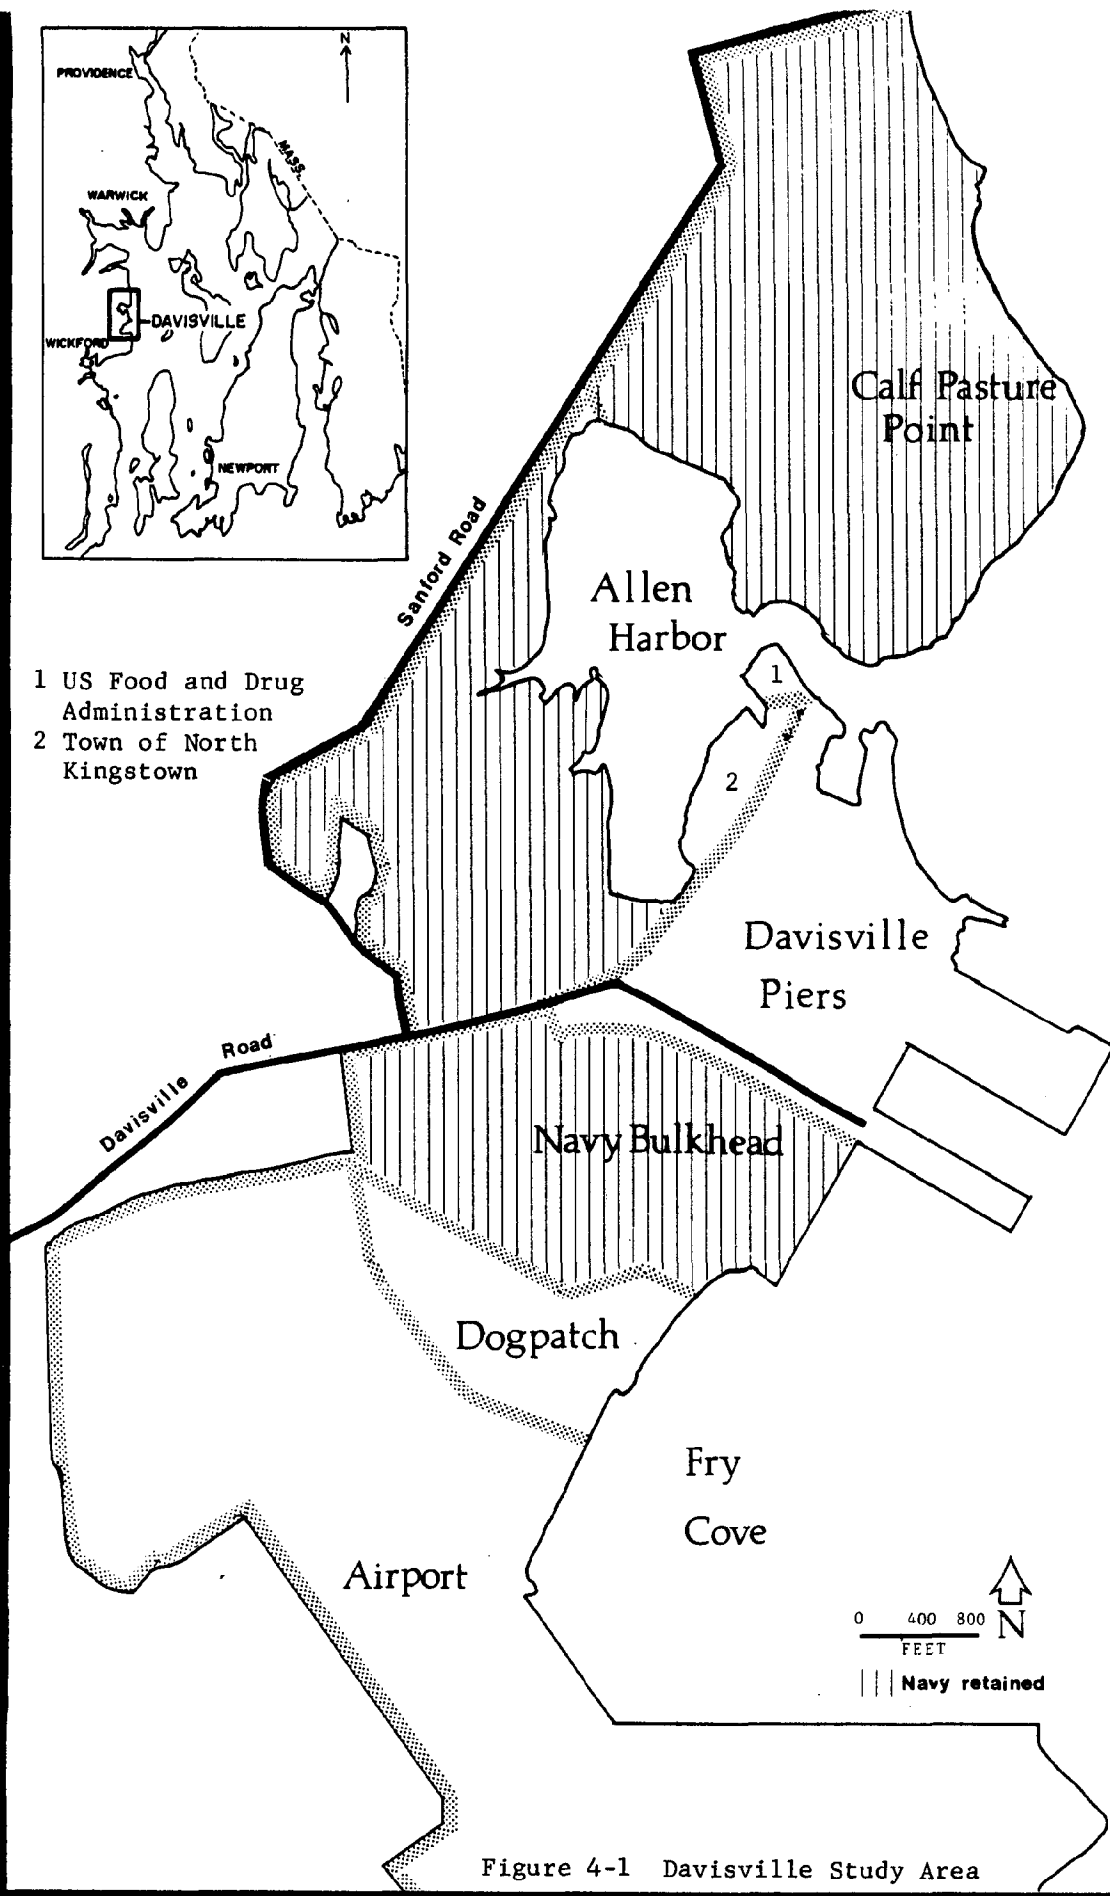 N
PROVIDENCE
MASS.
WARWICK
DAVISVILLE
WICKFORD
NEWPORT
Calf Pasture
Point
Sanford Road
Allen
Harbor
1 US Food and Drug
Administration
2 Town of North
Kingstown
1
2
Davisville
Piers
Davisville Road
Navy Bulkhead
Dogpatch
Fry
Cove
Airport
0 400 800
FEET
N
Navy retained
Figure 4-1 Davisville Study Area